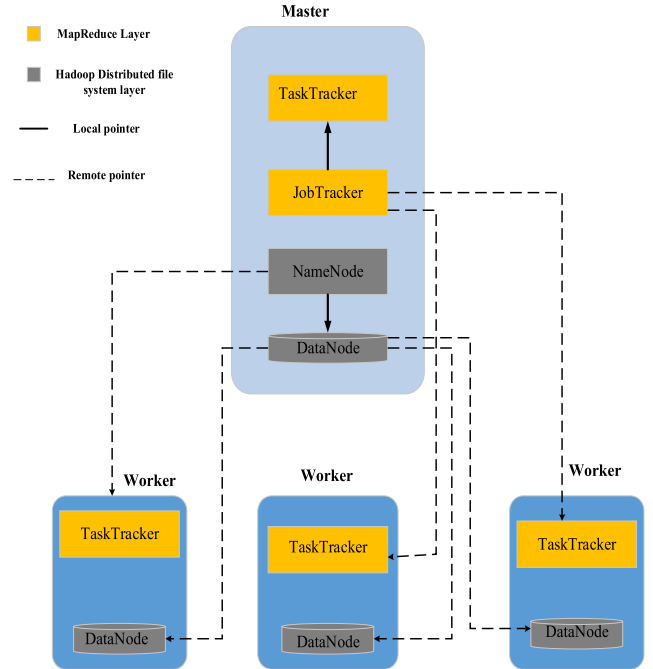 Master
MapReduce Layer
Hadoop Distributed file
system layer
Local pointer
Remote pointer
TaskTracker
JobTracker
NameNode
DataNode
Worker
Worker
Worker
TaskTracker
TaskTracker
TaskTracker
DataNode
DataNode
DataNode